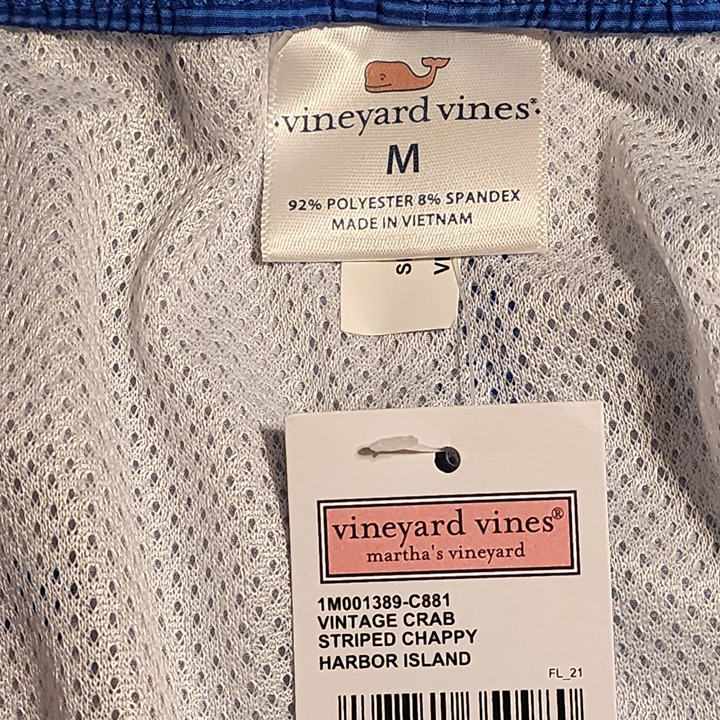 vineyard vines
M
92% POLYESTER 8% SPANDEX
MADE IN VIETNAM
vineyard vines®
martha's vineyard
1M001389-C881
VINTAGE CRAB
STRIPED CHAPPY
HARBOR ISLAND
FL_21